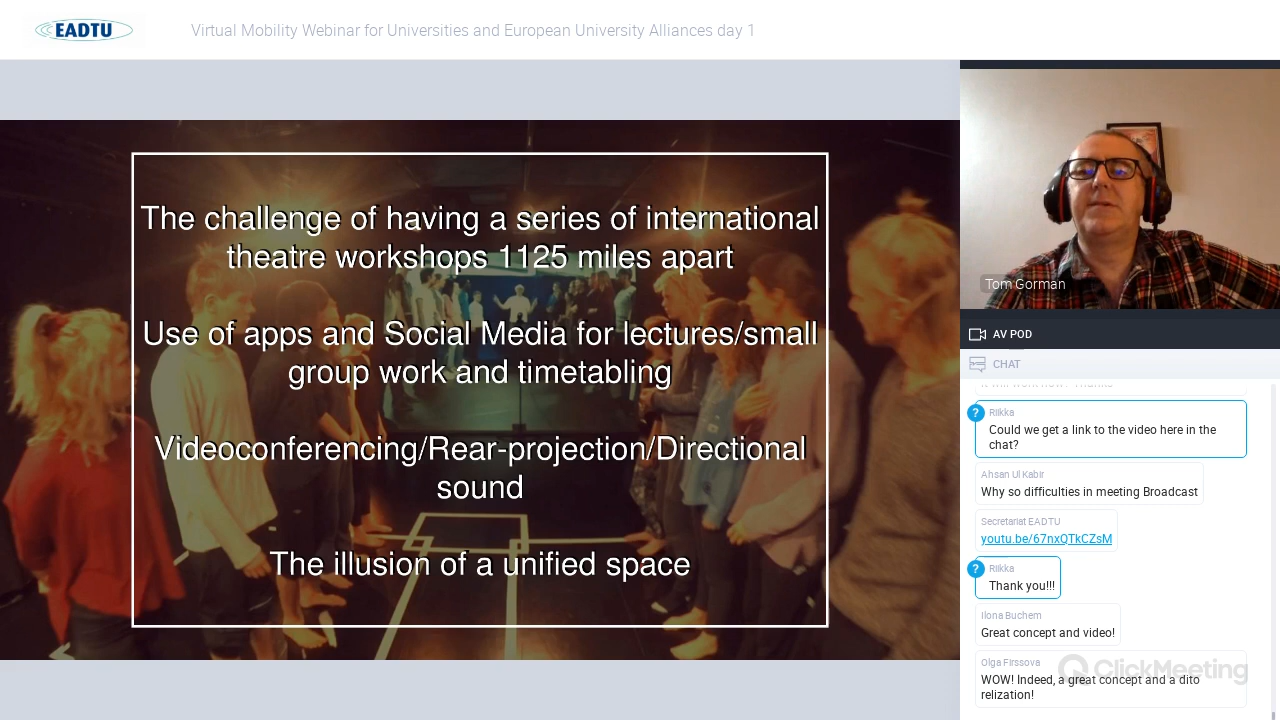 EADTU
Virtual Mobility Webinar for Universities and European University Alliances day 1
The challenge of having a series of international
theatre workshops 1125 miles apart
Use of apps and Social Media for lectures/small
group work and timetabling
Videoconferencing/Rear-projection/Directional
sound
The illusion of a unified space
Tom Gorman
AV POD
CHAT
?
Riikka
Could we get a link to the video here in the
chat?
Ahsan Ul Kabir
Why so difficulties in meeting Broadcast
Secretariat EADTU
youtu.be/67nxQTkCZsM
?
Riikka
Thank you!!!
Ilona Buchem
Great concept and video!
Olga Firssova
ClickMeeting
WOW! Indeed, a great concept and a dito
relization!